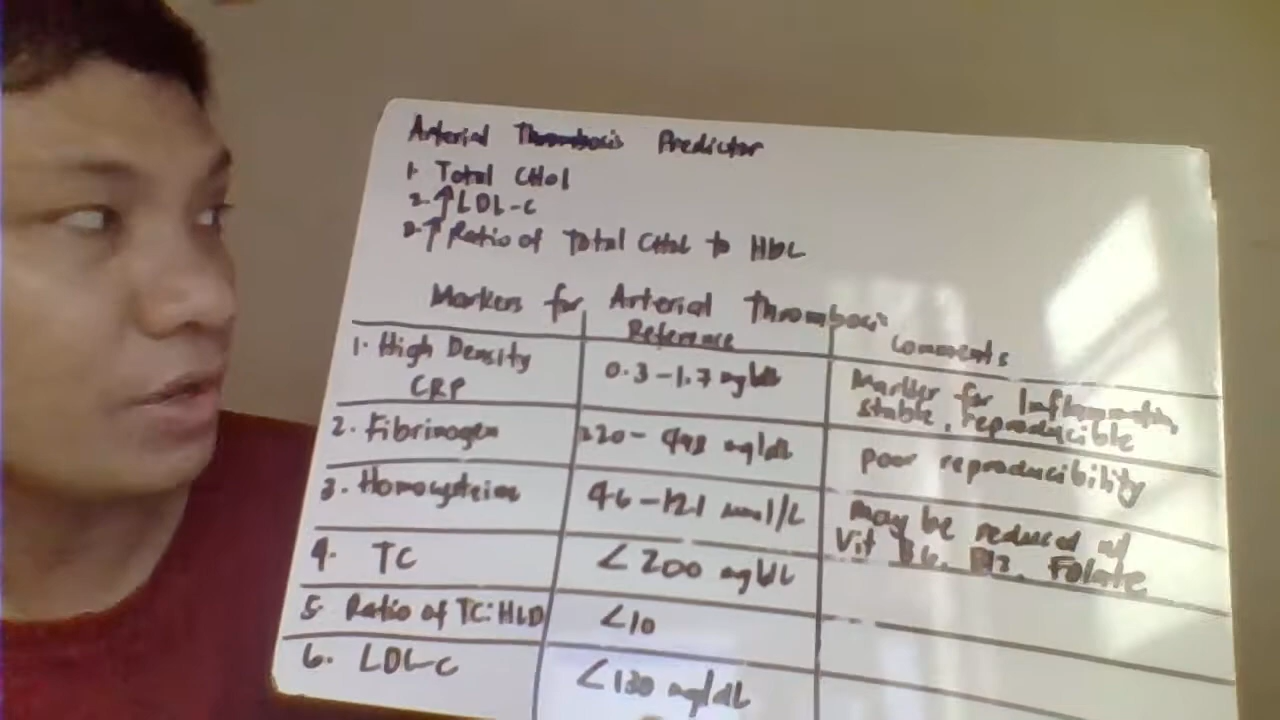 Arterial Thrombosis Predictor
1. Total CHol
2. ↑ LDL-C
3. ↑ Ratio of Total CHol to HDL
Markers for Arterial Thrombosis
Reference
Comments
1. High Density CRP
0.3-1.7 mg/dL
Marker for Inflammation, stable, reproducible
2. Fibrinogen
220-498 mg/dL
poor reproducibility
3. Homocysteine
4.6-12.1 mmol/L
may be reduced w/ Vit B6, B12, Folate
4. TC
<200 mg/dL
5. Ratio of TC:HLD
<10
6. LDL-C
<130 mg/dL